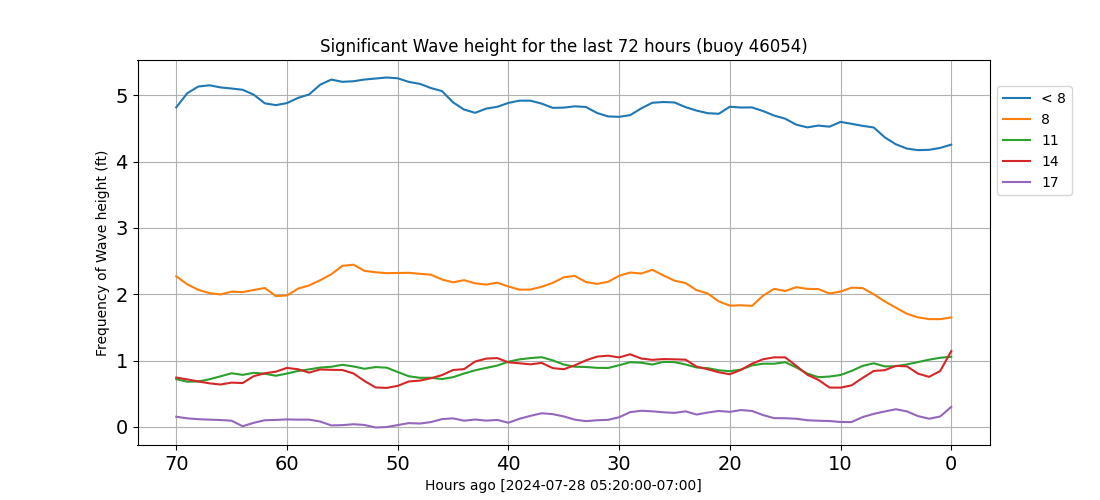 Significant Wave height for the last 72 hours (buoy 46054)
Frequency of Wave height (ft)
5
4
3
2
1
0
70 60 50 40 30 20 10 0
Hours ago [2024-07-28 05:20:00-07:00]
< 8
8
11
14
17